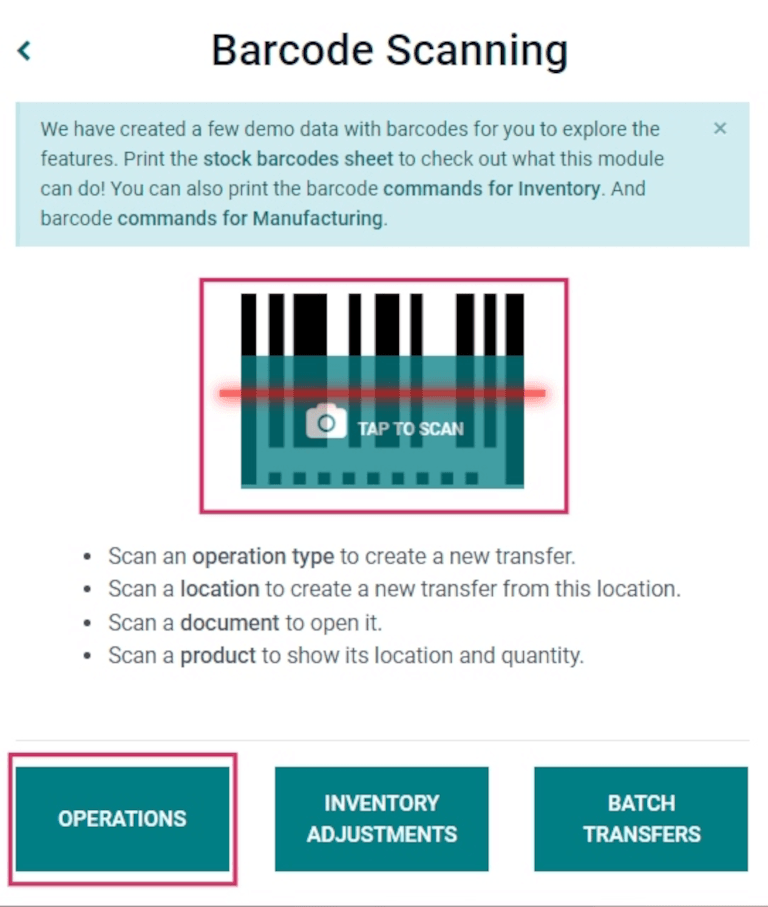 Barcode Scanning
We have created a few demo data with barcodes for you to explore the
features. Print the stock barcodes sheet to check out what this module
can do! You can also print the barcode commands for Inventory. And
barcode commands for Manufacturing.
TAP TO SCAN
• Scan an operation type to create a new transfer.
• Scan a location to create a new transfer from this location.
• Scan a document to open it.
• Scan a product to show its location and quantity.
OPERATIONS
INVENTORY
ADJUSTMENTS
BATCH
TRANSFERS